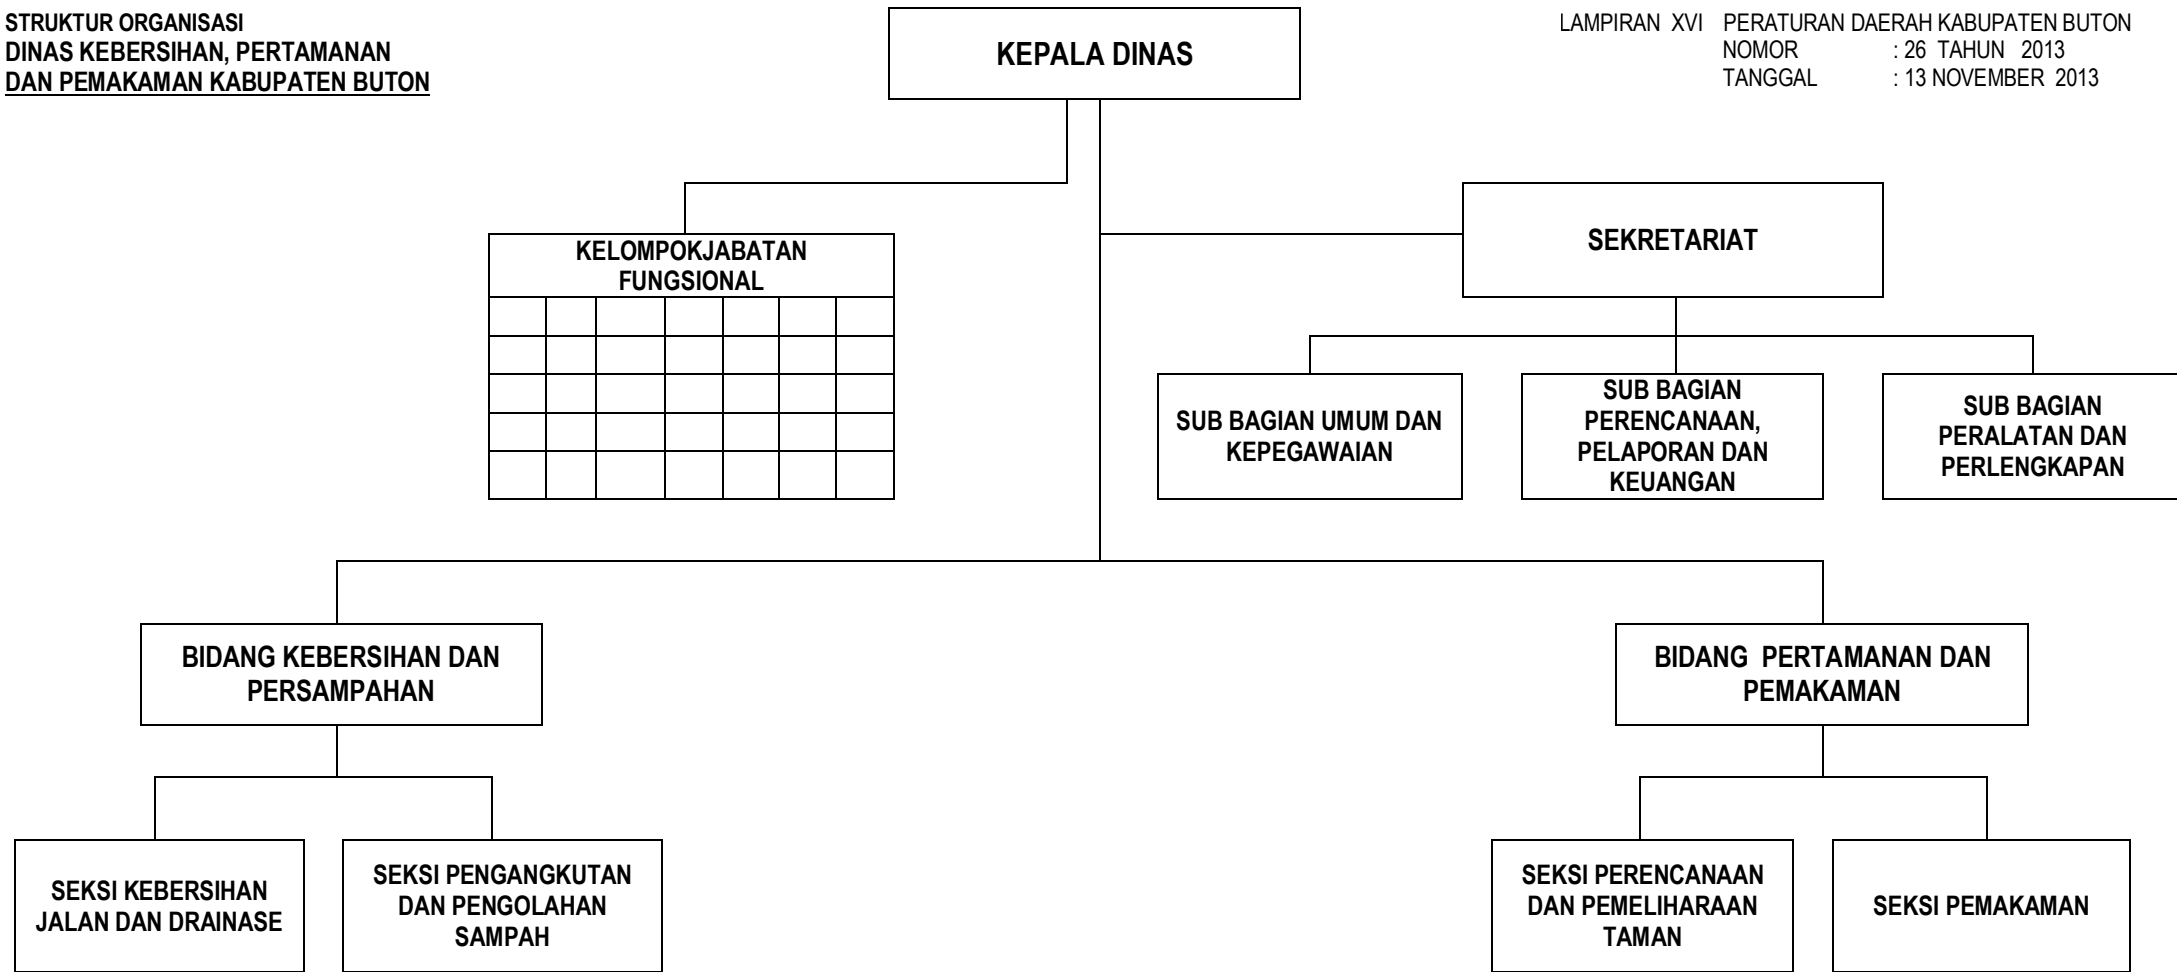 STRUKTUR ORGANISASI
DINAS KEBERSIHAN, PERTAMANAN
DAN PEMAKAMAN KABUPATEN BUTON
KEPALA DINAS
LAMPIRAN XVI PERATURAN DAERAH KABUPATEN BUTON
NOMOR : 26 TAHUN 2013
TANGGAL : 13 NOVEMBER 2013
KELOMPOKJABATAN
FUNGSIONAL
SEKRETARIAT
SUB BAGIAN UMUM DAN
KEPEGAWAIAN
SUB BAGIAN
PERENCANAAN,
PELAPORAN DAN
KEUANGAN
SUB BAGIAN
PERALATAN DAN
PERLENGKAPAN
BIDANG KEBERSIHAN DAN
PERSAMPAHAN
BIDANG PERTAMANAN DAN
PEMAKAMAN
SEKSI KEBERSIHAN
JALAN DAN DRAINASE
SEKSI PENGANGKUTAN
DAN PENGOLAHAN
SAMPAH
SEKSI PERENCANAAN
DAN PEMELIHARAAN
TAMAN
SEKSI PEMAKAMAN